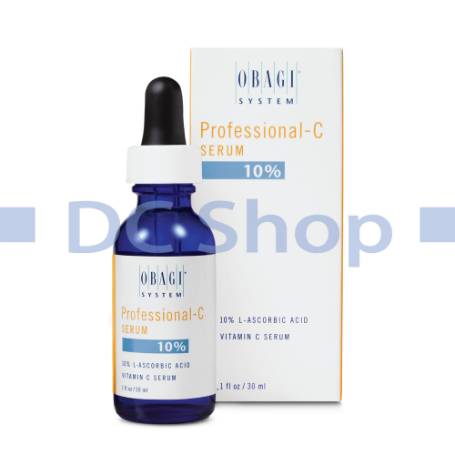 OBAGI
SYSTEM
Professional-C
SERUM
10%
DC Shop
OBAGI
SYSTEM
Professional-C
SERUM
10%
10% L-ASCORBIC ACID
VITAMIN C SERUM
1 fl oz/30 ml
10% L-ASCORBIC ACID
VITAMIN C SERUM
1 fl oz / 30 ml